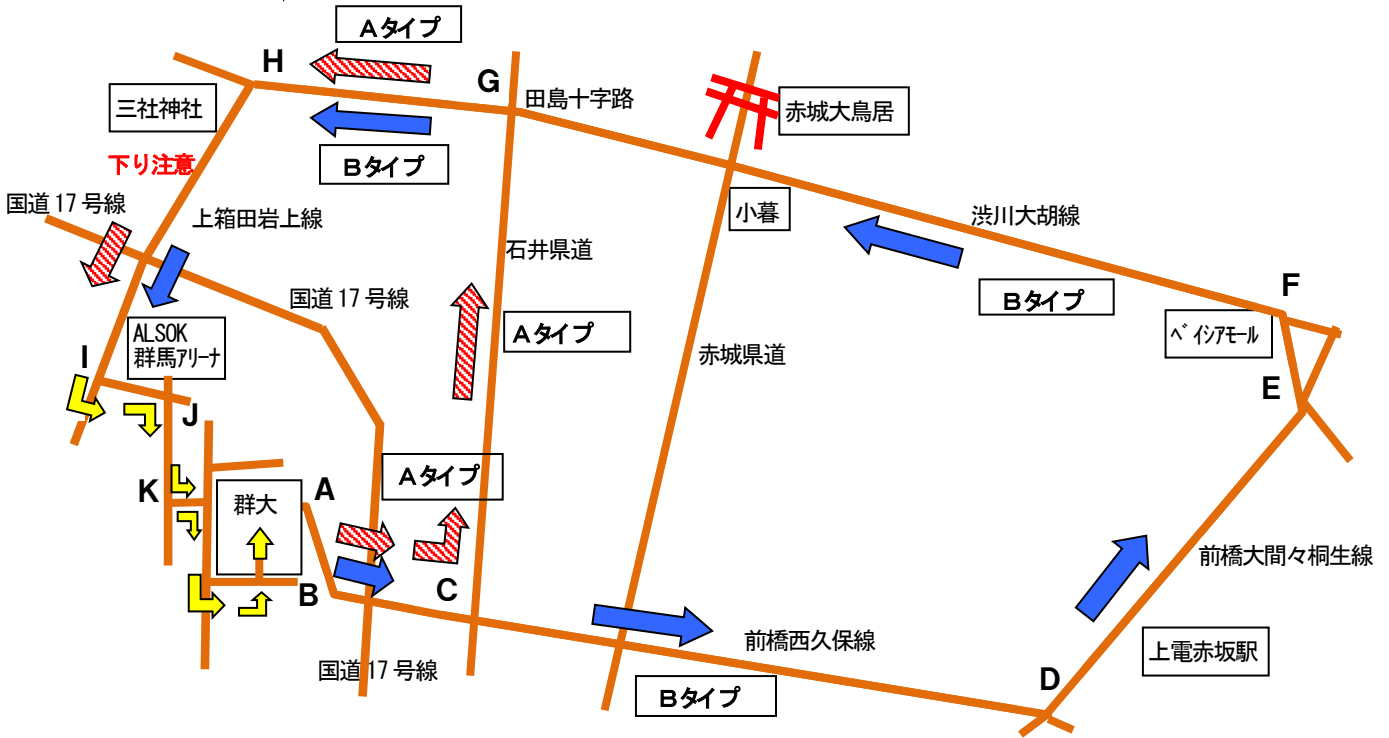 Aタイプ
H
G
田島十字路
三社神社
赤城大鳥居
Bタイプ
下り注意
国道17号線
上箱田岩上線
小暮
渋川大胡線
石井県道
国道17号線
Bタイプ
F
ALSOK
群馬アリーナ
Aタイプ
ベイシアモール
I
赤城県道
E
J
Aタイプ
K
群大
A
前橋大間々桐生線
B
C
前橋西久保線
上電赤坂駅
国道17号線
D
Bタイプ